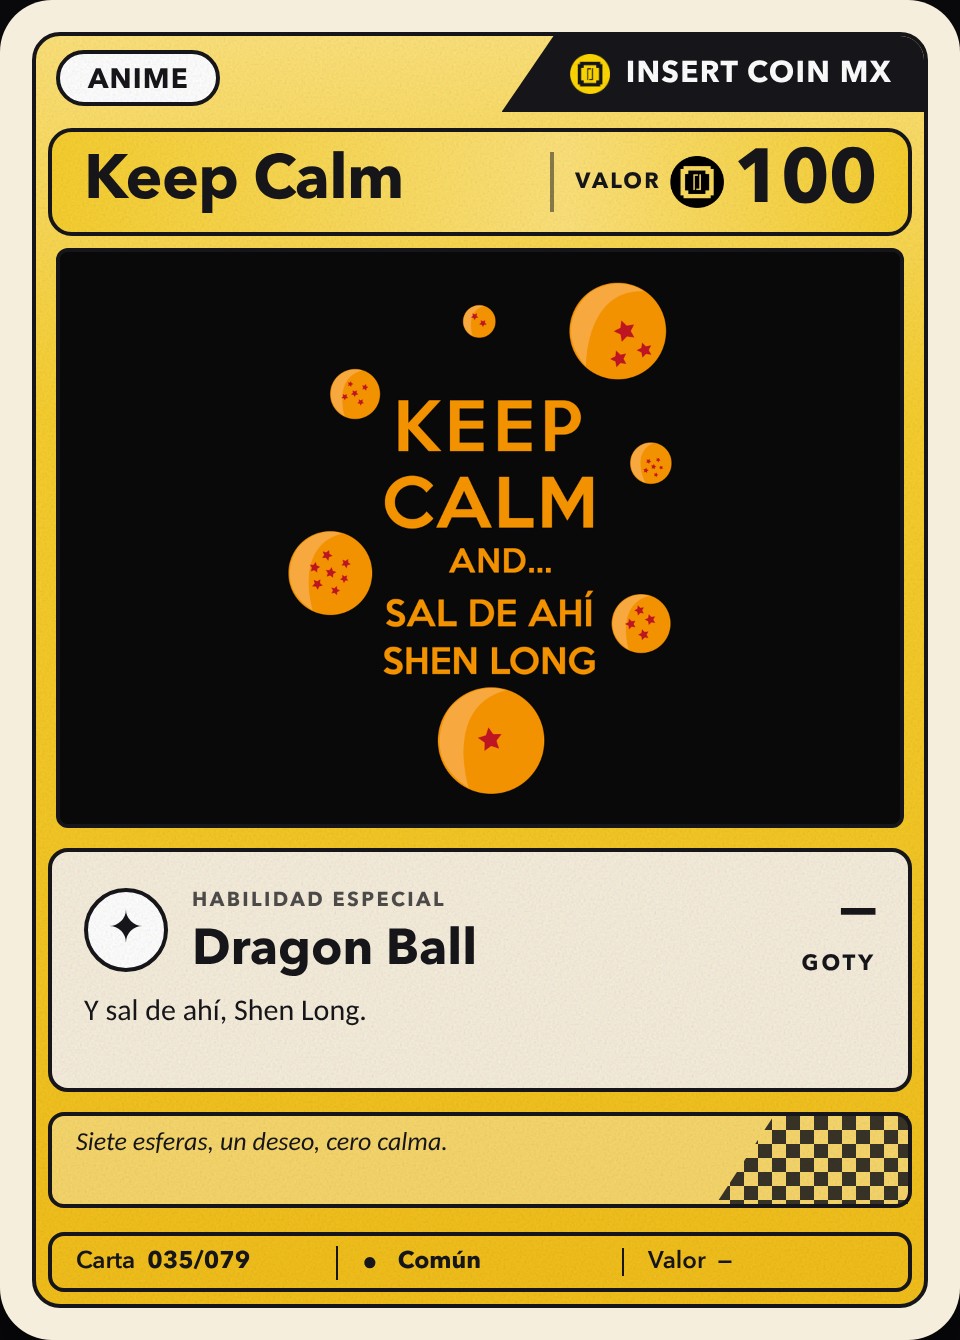 ANIME
INSERT COIN MX
Keep Calm
VALOR 100
KEEP
CALM
AND...
SAL DE AHÍ
SHEN LONG
HABILIDAD ESPECIAL
Dragon Ball
—
GOTY
Y sal de ahí, Shen Long.
Siete esferas, un deseo, cero calma.
Carta 035/079 ● Común Valor –